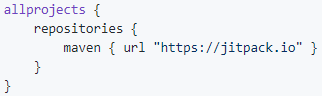 allprojects {
    repositories {
        maven { url "https://jitpack.io" }
    }
}